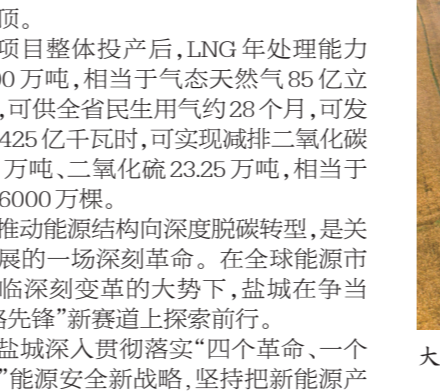 顶。
项目整体投产后,LNG年处理能力
00万吨,相当于气态天然气85亿立
,可供全省民生用气约28个月,可发
425亿千瓦时,可实现减排二氧化碳
万吨、二氧化硫23.25万吨,相当于
6000万棵。
推动能源结构向深度脱碳转型,是关
展的一场深刻革命。在全球能源市
临深刻变革的大势下,盐城在争当
先锋”新赛道上探索前行。
盐城深入贯彻落实“四个革命、一个
”能源安全新战略,坚持把新能源产
大